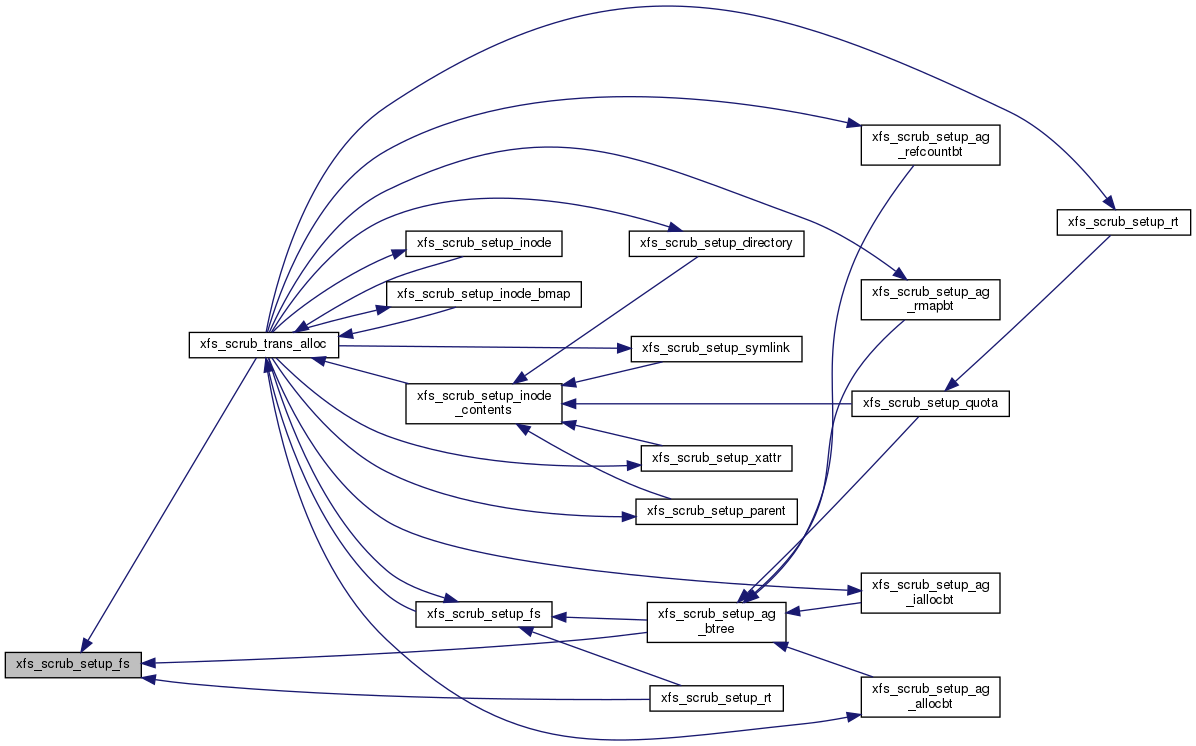 xfs_scrub_setup_ag
_refcountbt
xfs_scrub_setup_rt
xfs_scrub_setup_inode
xfs_scrub_setup_directory
xfs_scrub_setup_inode_bmap
xfs_scrub_setup_ag
_rmapbt
xfs_scrub_trans_alloc
xfs_scrub_setup_symlink
xfs_scrub_setup_inode
_contents
xfs_scrub_setup_quota
xfs_scrub_setup_xattr
xfs_scrub_setup_parent
xfs_scrub_setup_ag
_iallocbt
xfs_scrub_setup_fs
xfs_scrub_setup_ag
_btree
xfs_scrub_setup_fs
xfs_scrub_setup_rt
xfs_scrub_setup_ag
_allocbt